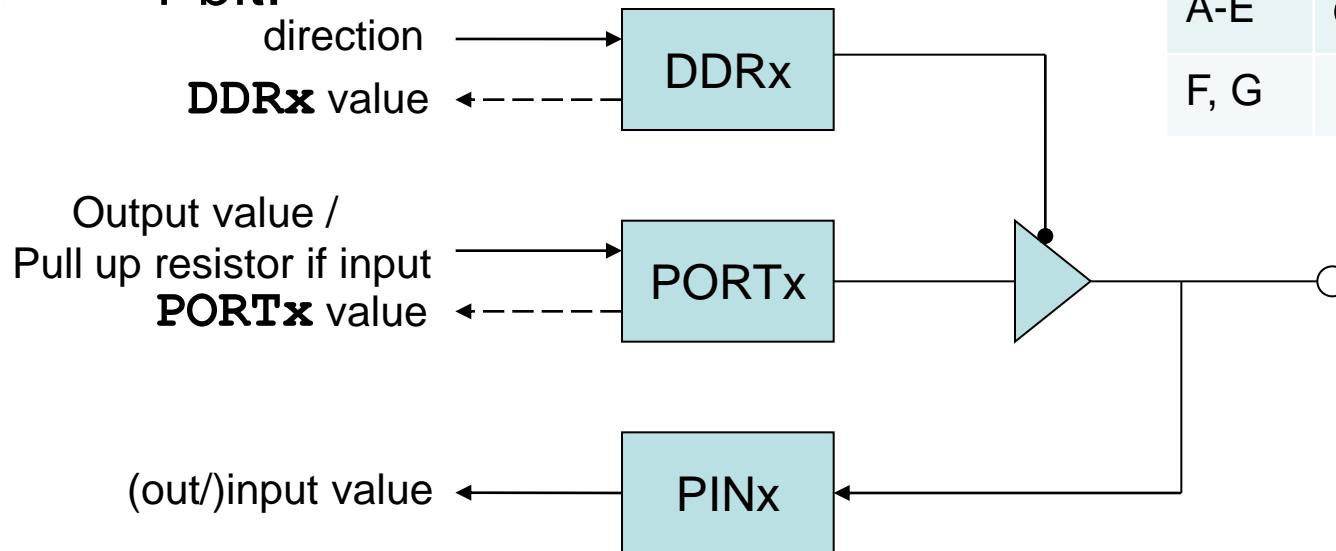 direction
DDRx
DDRx value
A-E
F, G
Output value /
Pull up resistor if input
PORTx
PORTx value
(out/)input value
PINx